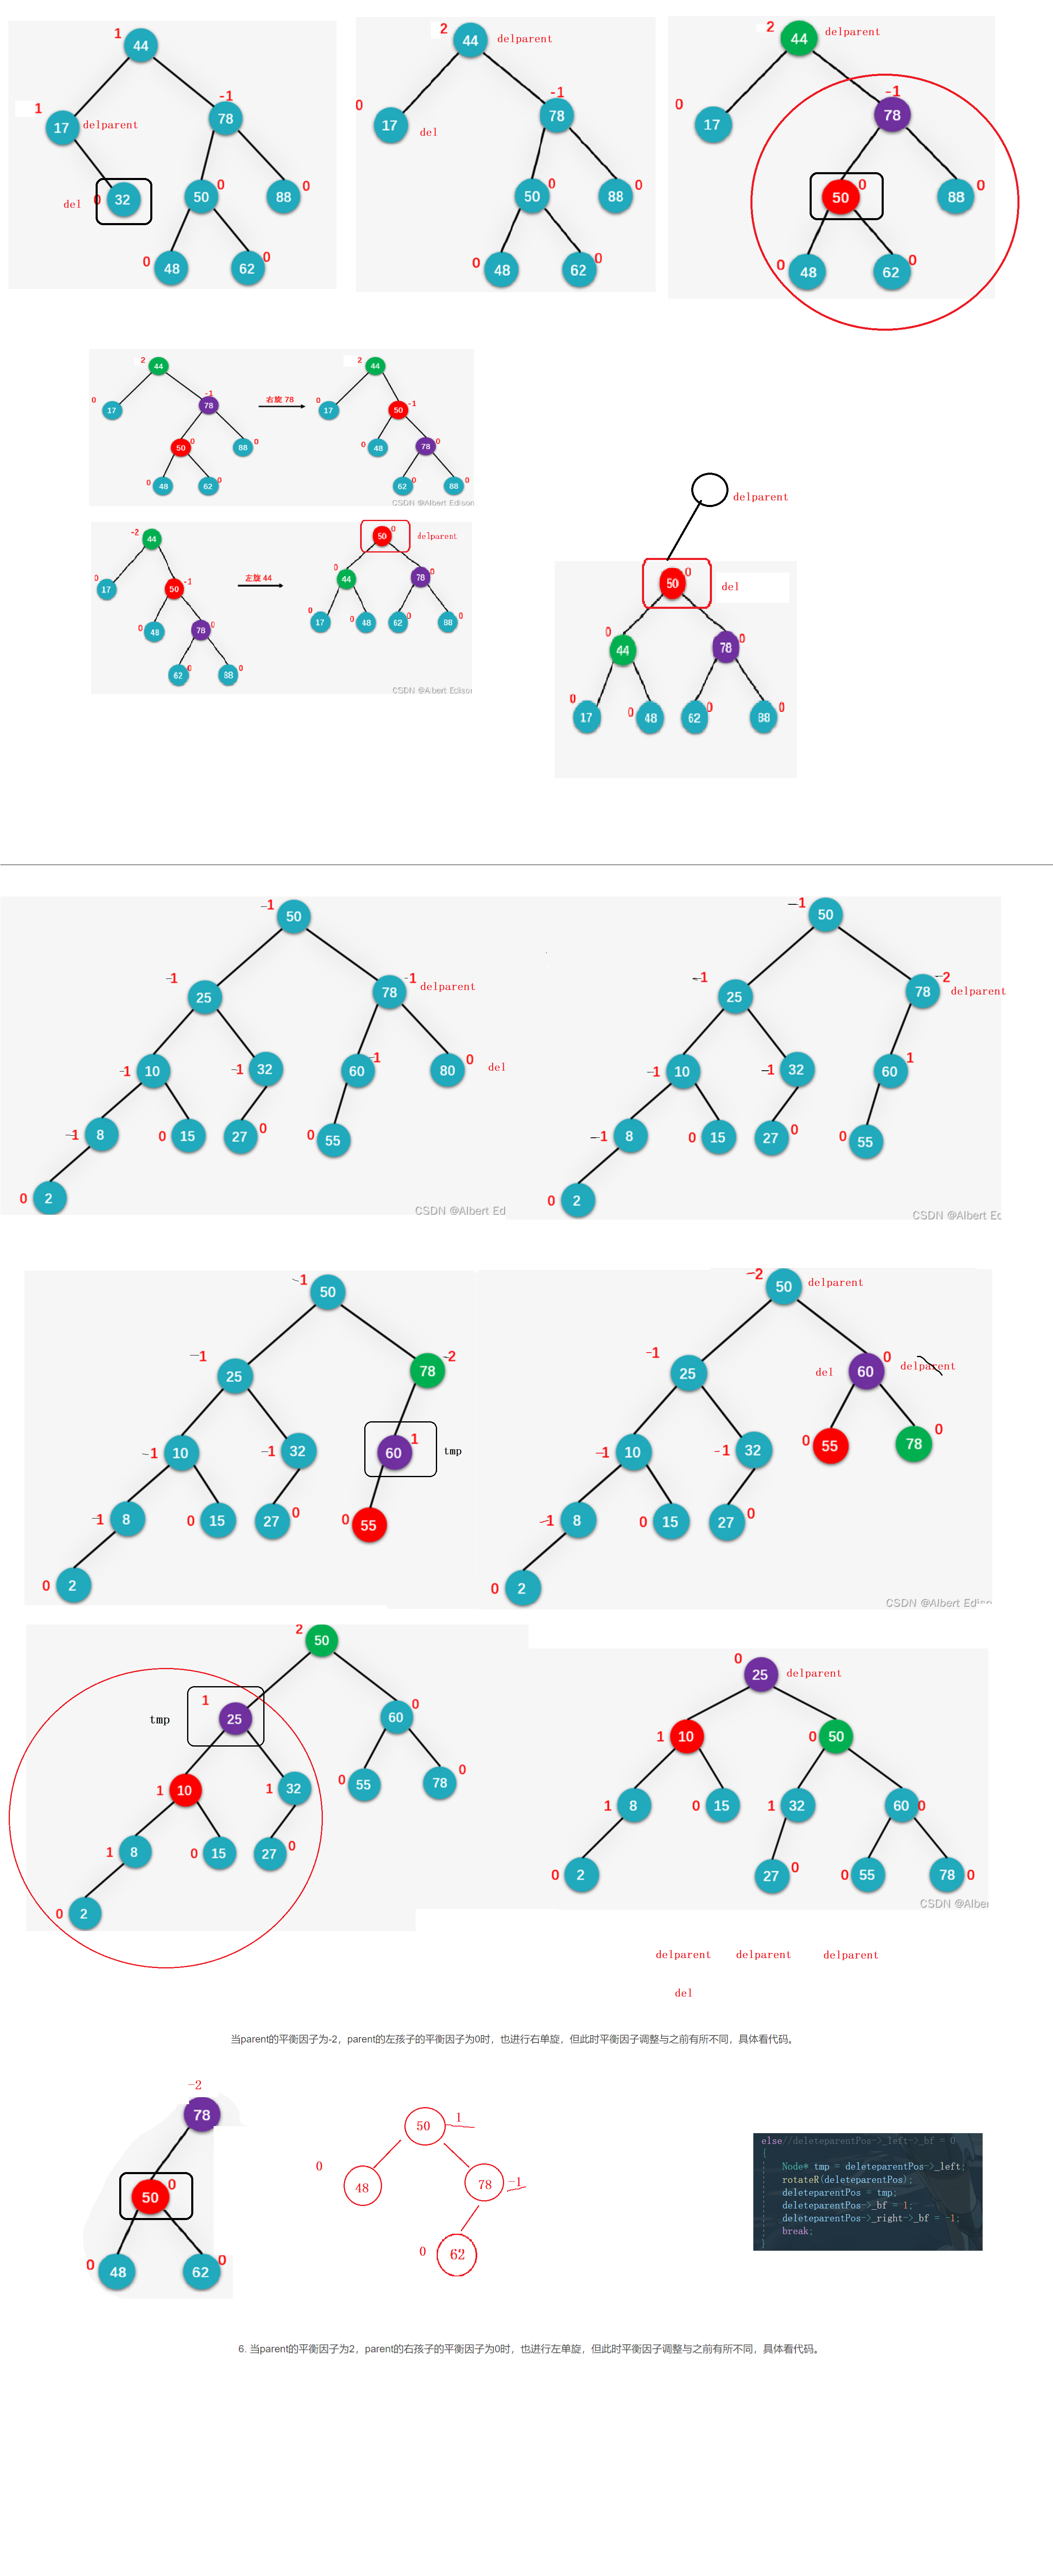 1 44
2 44 delparent
2 44 delparent
1 17 delparent -1 78
0 17 del -1 78
0 17 -1 78
del 0 32 50 0 88 0
50 0 88 0
50 0 88 0
0 48 62 0
0 48 62 0
0 48 62 0
2 44
2 44
0 17 -1 78 右旋 78 0 17 50 -1
50 0 88 0 0 48 78 0
0 48 62 0 62 0 88 0
CSDN @Albert Edison
-2 44 50 0 delparent
0 17 50 -1 左旋 44 0 44 78 0
0 48 78 0 0 17 0 48 62 0 88 0
62 0 88 0
CSDN @Albert Edison
delparent
50 0 del
0 44 78 0
0 17 0 48 62 0 88 0
-1 50
-1 25 78 -1 delparent
-1 10 -1 32 60 -1 80 0 del
-1 8 0 15 27 0 0 55
0 2
CSDN @Albert Ed
-1 50
-1 25 78 -2 delparent
-1 10 -1 32 60 1
-1 8 0 15 27 0 0 55
0 2
CSDN @Albert Ec
-1 50
-1 25 78 -2
-1 10 -1 32 60 1 tmp
-1 8 0 15 27 0 0 55
0 2
-2 50 delparent
-1 25 del 60 0 delparent
-1 10 -1 32 0 55 78 0
-1 8 0 15 27 0
0 2
CSDN @Albert Edison
2 50
tmp 1 25 60 0
1 10 1 32 0 55 78 0
1 8 0 15 27 0
0 2
0 25 delparent
1 10 0 50
1 8 0 15 1 32 60 0
0 2 27 0 0 55 78 0
CSDN @Alber
delparent delparent delparent
del
当parent的平衡因子为-2，parent的左孩子的平衡因子为0时，也进行右单旋，但此时平衡因子调整与之前有所不同，具体看代码。
-2
78
50 0
0 48 62 0
50 1
0 48 78 -1
0 62
else//deleteparentPos->_left->_bf = 0
{
Node* tmp = deleteparentPos->_left;
rotateR(deleteparentPos);
deleteparentPos = tmp;
deleteparentPos->_bf = 1;
deleteparentPos->_right->_bf = -1;
break;
}
6. 当parent的平衡因子为2，parent的右孩子的平衡因子为0时，也进行左单旋，但此时平衡因子调整与之前有所不同，具体看代码。